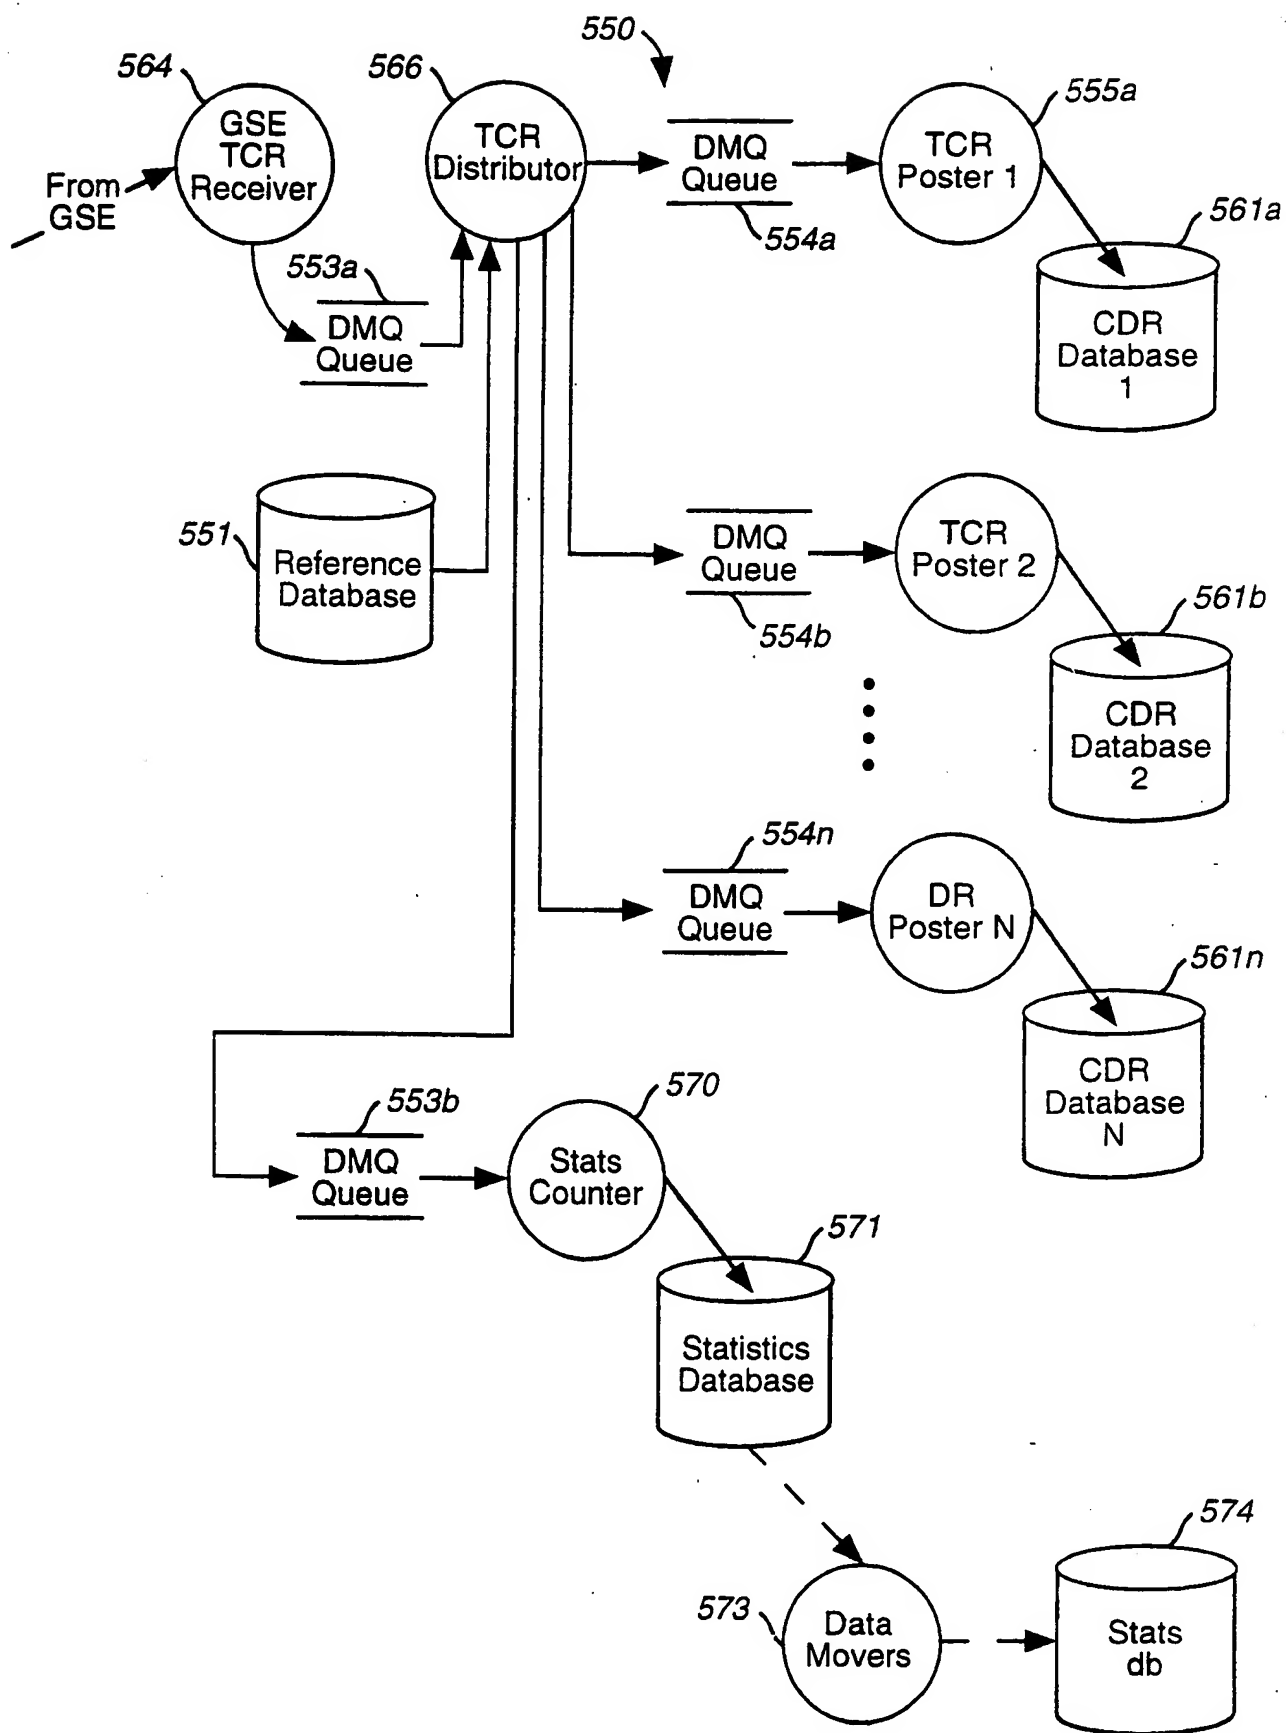 550
564
566
555a
GSE
TCR
Receiver
TCR
Distributor
DMQ
Queue
TCR
Poster 1
From
GSE
554a
561a
553a
DMQ
Queue
CDR
Database
1
551
Reference
Database
DMQ
Queue
TCR
Poster 2
554b
561b
CDR
Database
2
554n
DMQ
Queue
DR
Poster N
561n
CDR
Database
N
553b
570
DMQ
Queue
Stats
Counter
571
Statistics
Database
574
573
Data
Movers
Stats
db